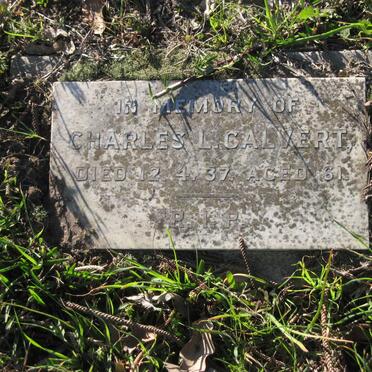 IN MEMORY OF
CHARLES L. CALVERT,
DIED 12. 4. 37. AGED 61.
R.I.P.